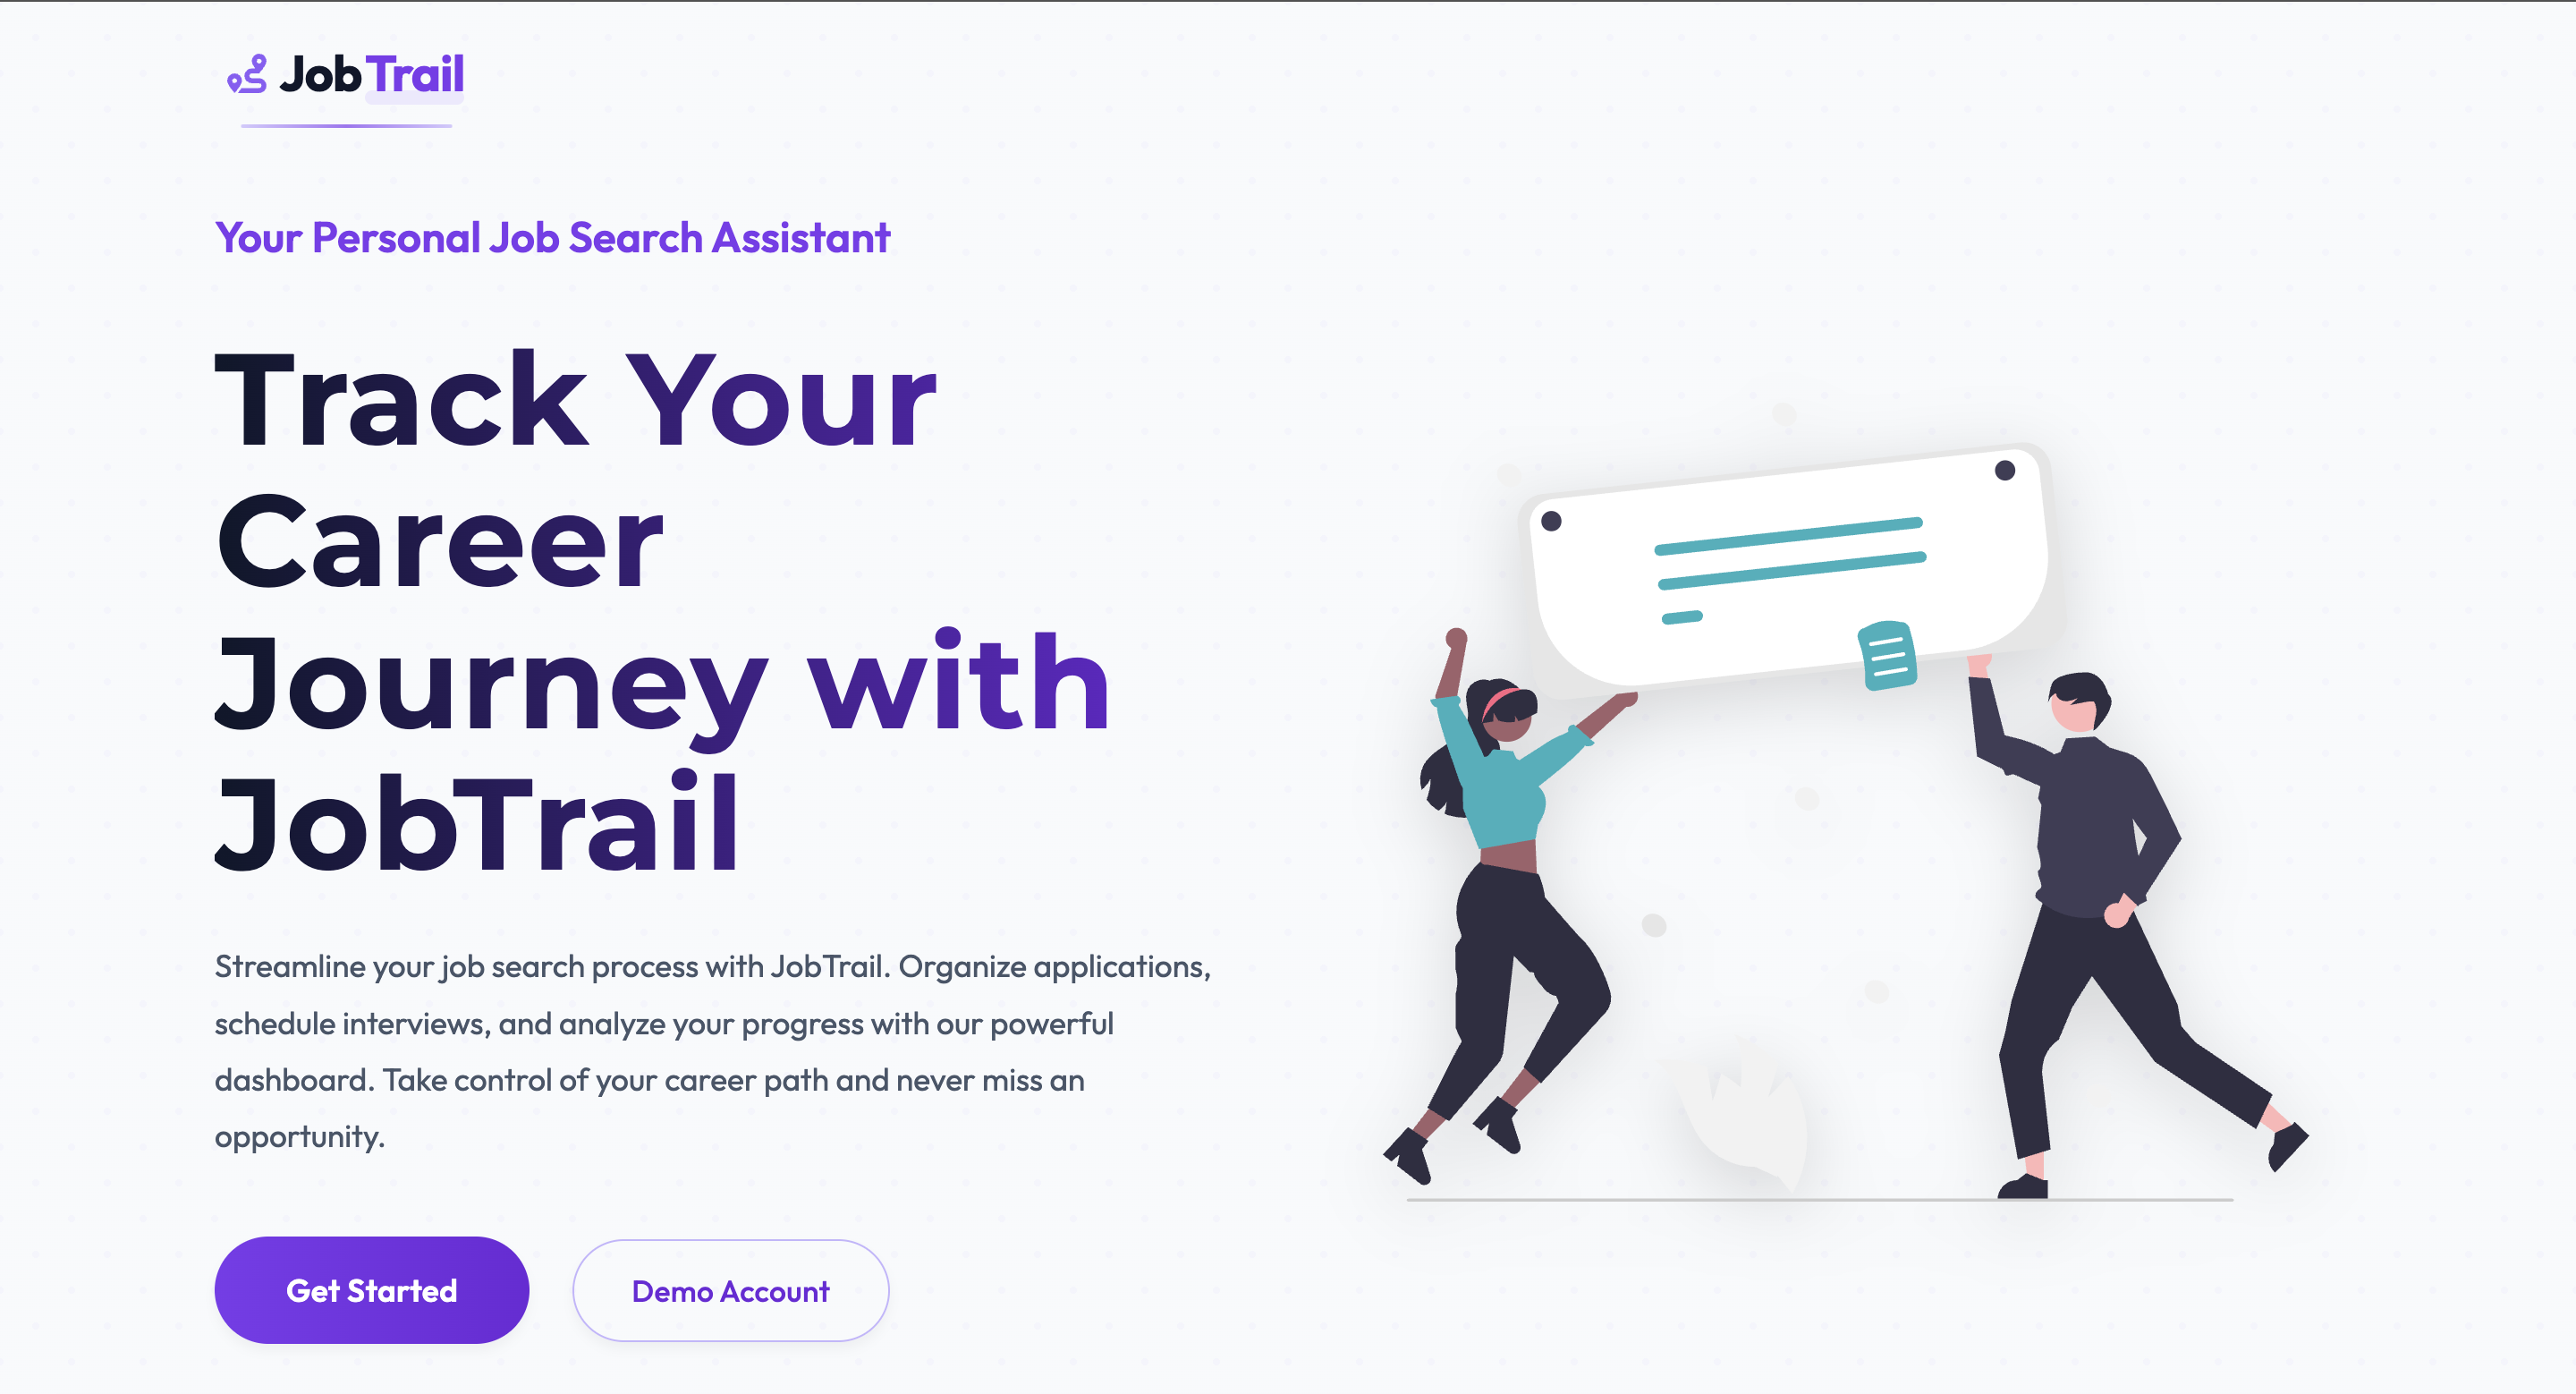 JobTrail
Your Personal Job Search Assistant
Track Your
Career
Journey with
JobTrail
Streamline your job search process with JobTrail. Organize applications,
schedule interviews, and analyze your progress with our powerful
dashboard. Take control of your career path and never miss an
opportunity.
Get Started
Demo Account